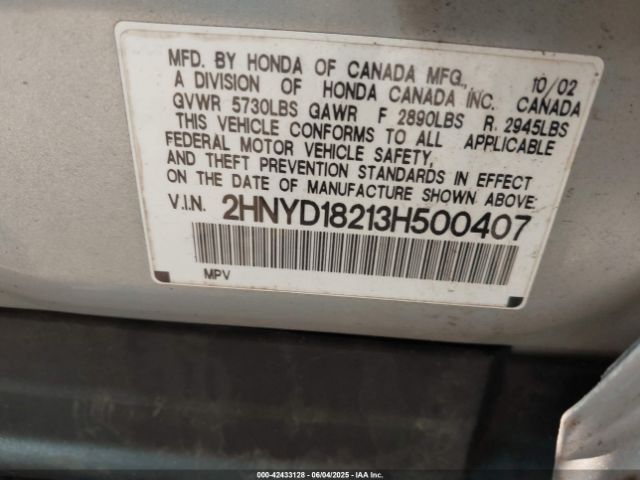 MFD. BY HONDA OF CANADA MFG., 10/02
A DIVISION OF HONDA CANADA INC. CANADA
GVWR 5730LBS GAWR F 2890LBS R 2945LBS
THIS VEHICLE CONFORMS TO ALL APPLICABLE
FEDERAL MOTOR VEHICLE SAFETY,
AND THEFT PREVENTION STANDARDS IN EFFECT
ON THE DATE OF MANUFACTURE SHOWN ABOVE.
V.I.N. 2HNYD18213H500407
MPV
000-42433128 - 06/04/2025 - IAA Inc.